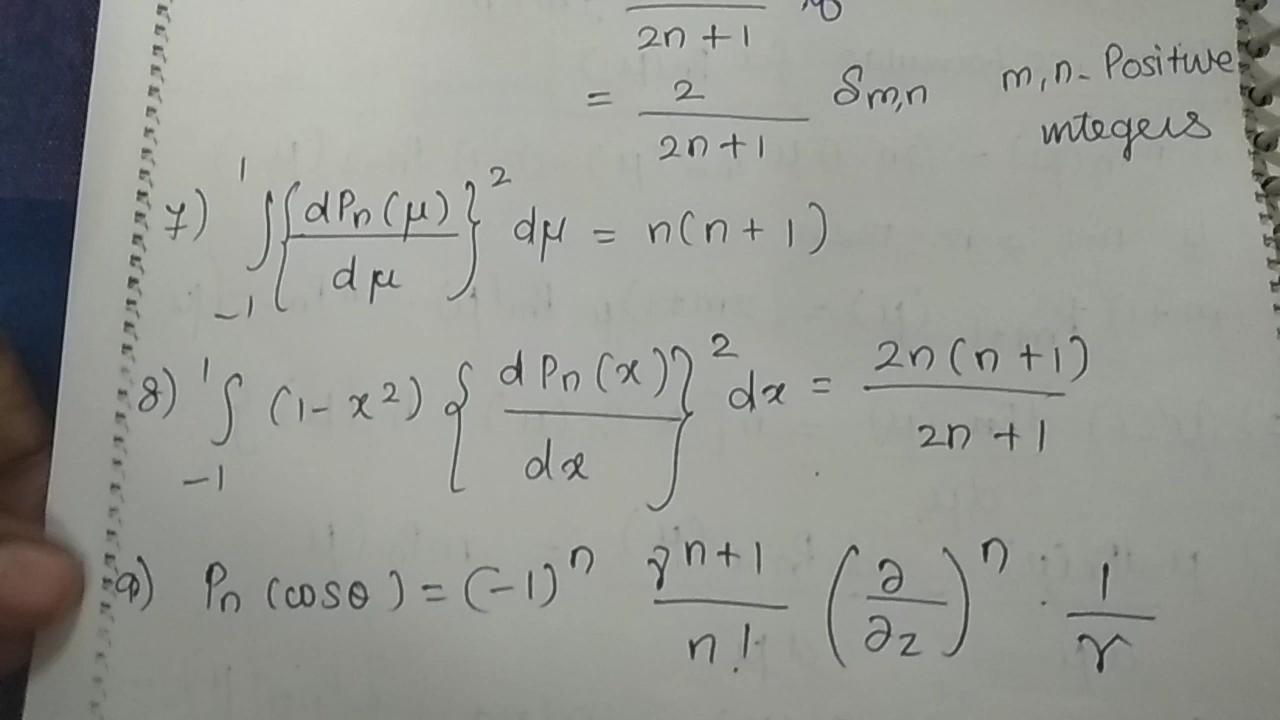 2n + 1
= 2 / 2n + 1 δm,n m, n - Positive integers
7) ∫₋₁¹ { dPn(μ) / dμ }² dμ = n(n + 1)
8) ∫₋₁¹ (1 - x²) { dPn(x) / dx }² dx = 2n(n + 1) / 2n + 1
9) Pn (cosθ) = (-1)ⁿ rⁿ⁺¹ / n! (∂ / ∂z)ⁿ · 1 / r